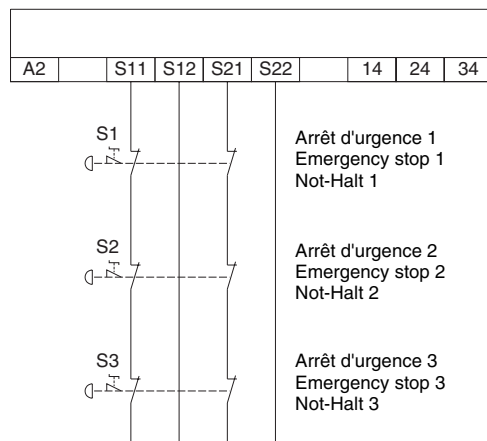 A2 S11 S12 S21 S22 14 24 34
S1
Arrêt d'urgence 1
Emergency stop 1
Not-Halt 1
S2
Arrêt d'urgence 2
Emergency stop 2
Not-Halt 2
S3
Arrêt d'urgence 3
Emergency stop 3
Not-Halt 3